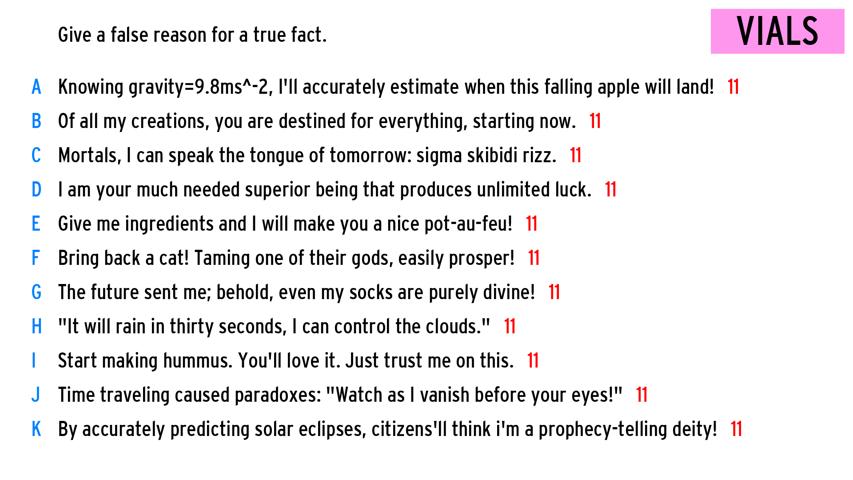 Give a false reason for a true fact.
VIALS
A Knowing gravity=9.8ms^-2, I'll accurately estimate when this falling apple will land! 11
B Of all my creations, you are destined for everything, starting now. 11
C Mortals, I can speak the tongue of tomorrow: sigma skibidi rizz. 11
D I am your much needed superior being that produces unlimited luck. 11
E Give me ingredients and I will make you a nice pot-au-feu! 11
F Bring back a cat! Taming one of their gods, easily prosper! 11
G The future sent me; behold, even my socks are purely divine! 11
H "It will rain in thirty seconds, I can control the clouds." 11
I Start making hummus. You'll love it. Just trust me on this. 11
J Time traveling caused paradoxes: "Watch as I vanish before your eyes!" 11
K By accurately predicting solar eclipses, citizens'll think i'm a prophecy-telling deity! 11